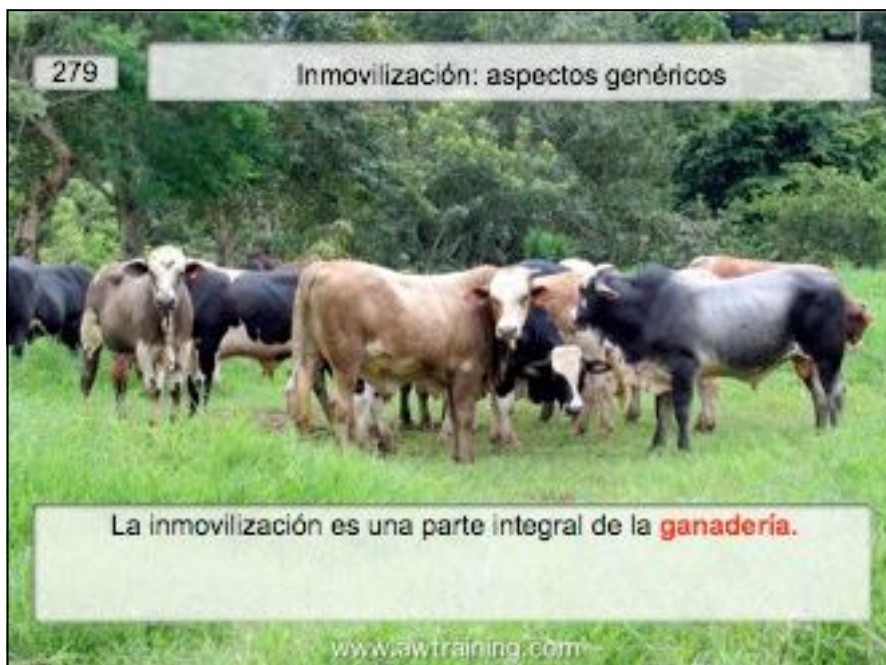 279
Inmovilización: aspectos genéricos
La inmovilización es una parte integral de la ganadería.
www.awtraining.com